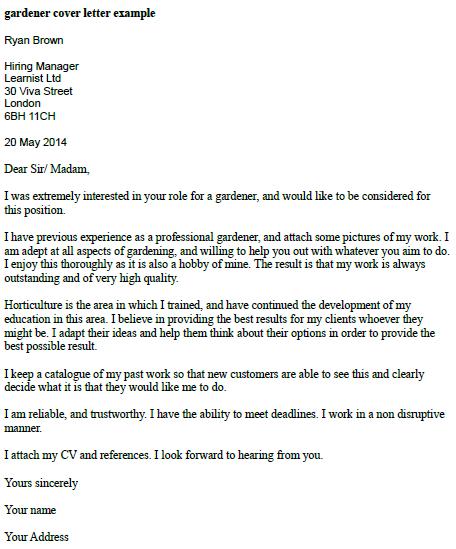 gardener cover letter example
Ryan Brown
Hiring Manager
Learnist Ltd
30 Viva Street
London
6BH 11CH
20 May 2014
Dear Sir/ Madam,
I was extremely interested in your role for a gardener, and would like to be considered for
this position.
I have previous experience as a professional gardener, and attach some pictures of my work. I
am adept at all aspects of gardening, and willing to help you out with whatever you aim to do.
I enjoy this thoroughly as it is also a hobby of mine. The result is that my work is always
outstanding and of very high quality.
Horticulture is the area in which I trained, and have continued the development of my
education in this area. I believe in providing the best results for my clients whoever they
might be. I adapt their ideas and help them think about their options in order to provide the
best possible result.
I keep a catalogue of my past work so that new customers are able to see this and clearly
decide what it is that they would like me to do.
I am reliable, and trustworthy. I have the ability to meet deadlines. I work in a non disruptive
manner.
I attach my CV and references. I look forward to hearing from you.
Yours sincerely
Your name
Your Address